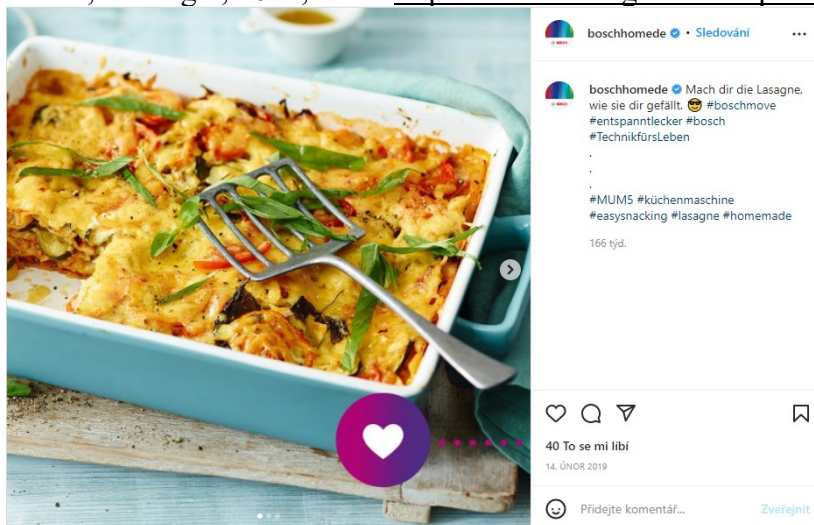 boschhomede • Sledování
boschhomede Mach dir die Lasagne,
wie sie dir gefällt. 😎 #boschmove
#entspanntlecker #bosch
#TechnikfürsLeben
.
.
.
#MUM5 #küchenmaschine
#easysnacking #lasagne #homemade
166 týd.
40 To se mi líbí
14. ÚNOR 2019
Přidejte komentář...
Zveřejnit